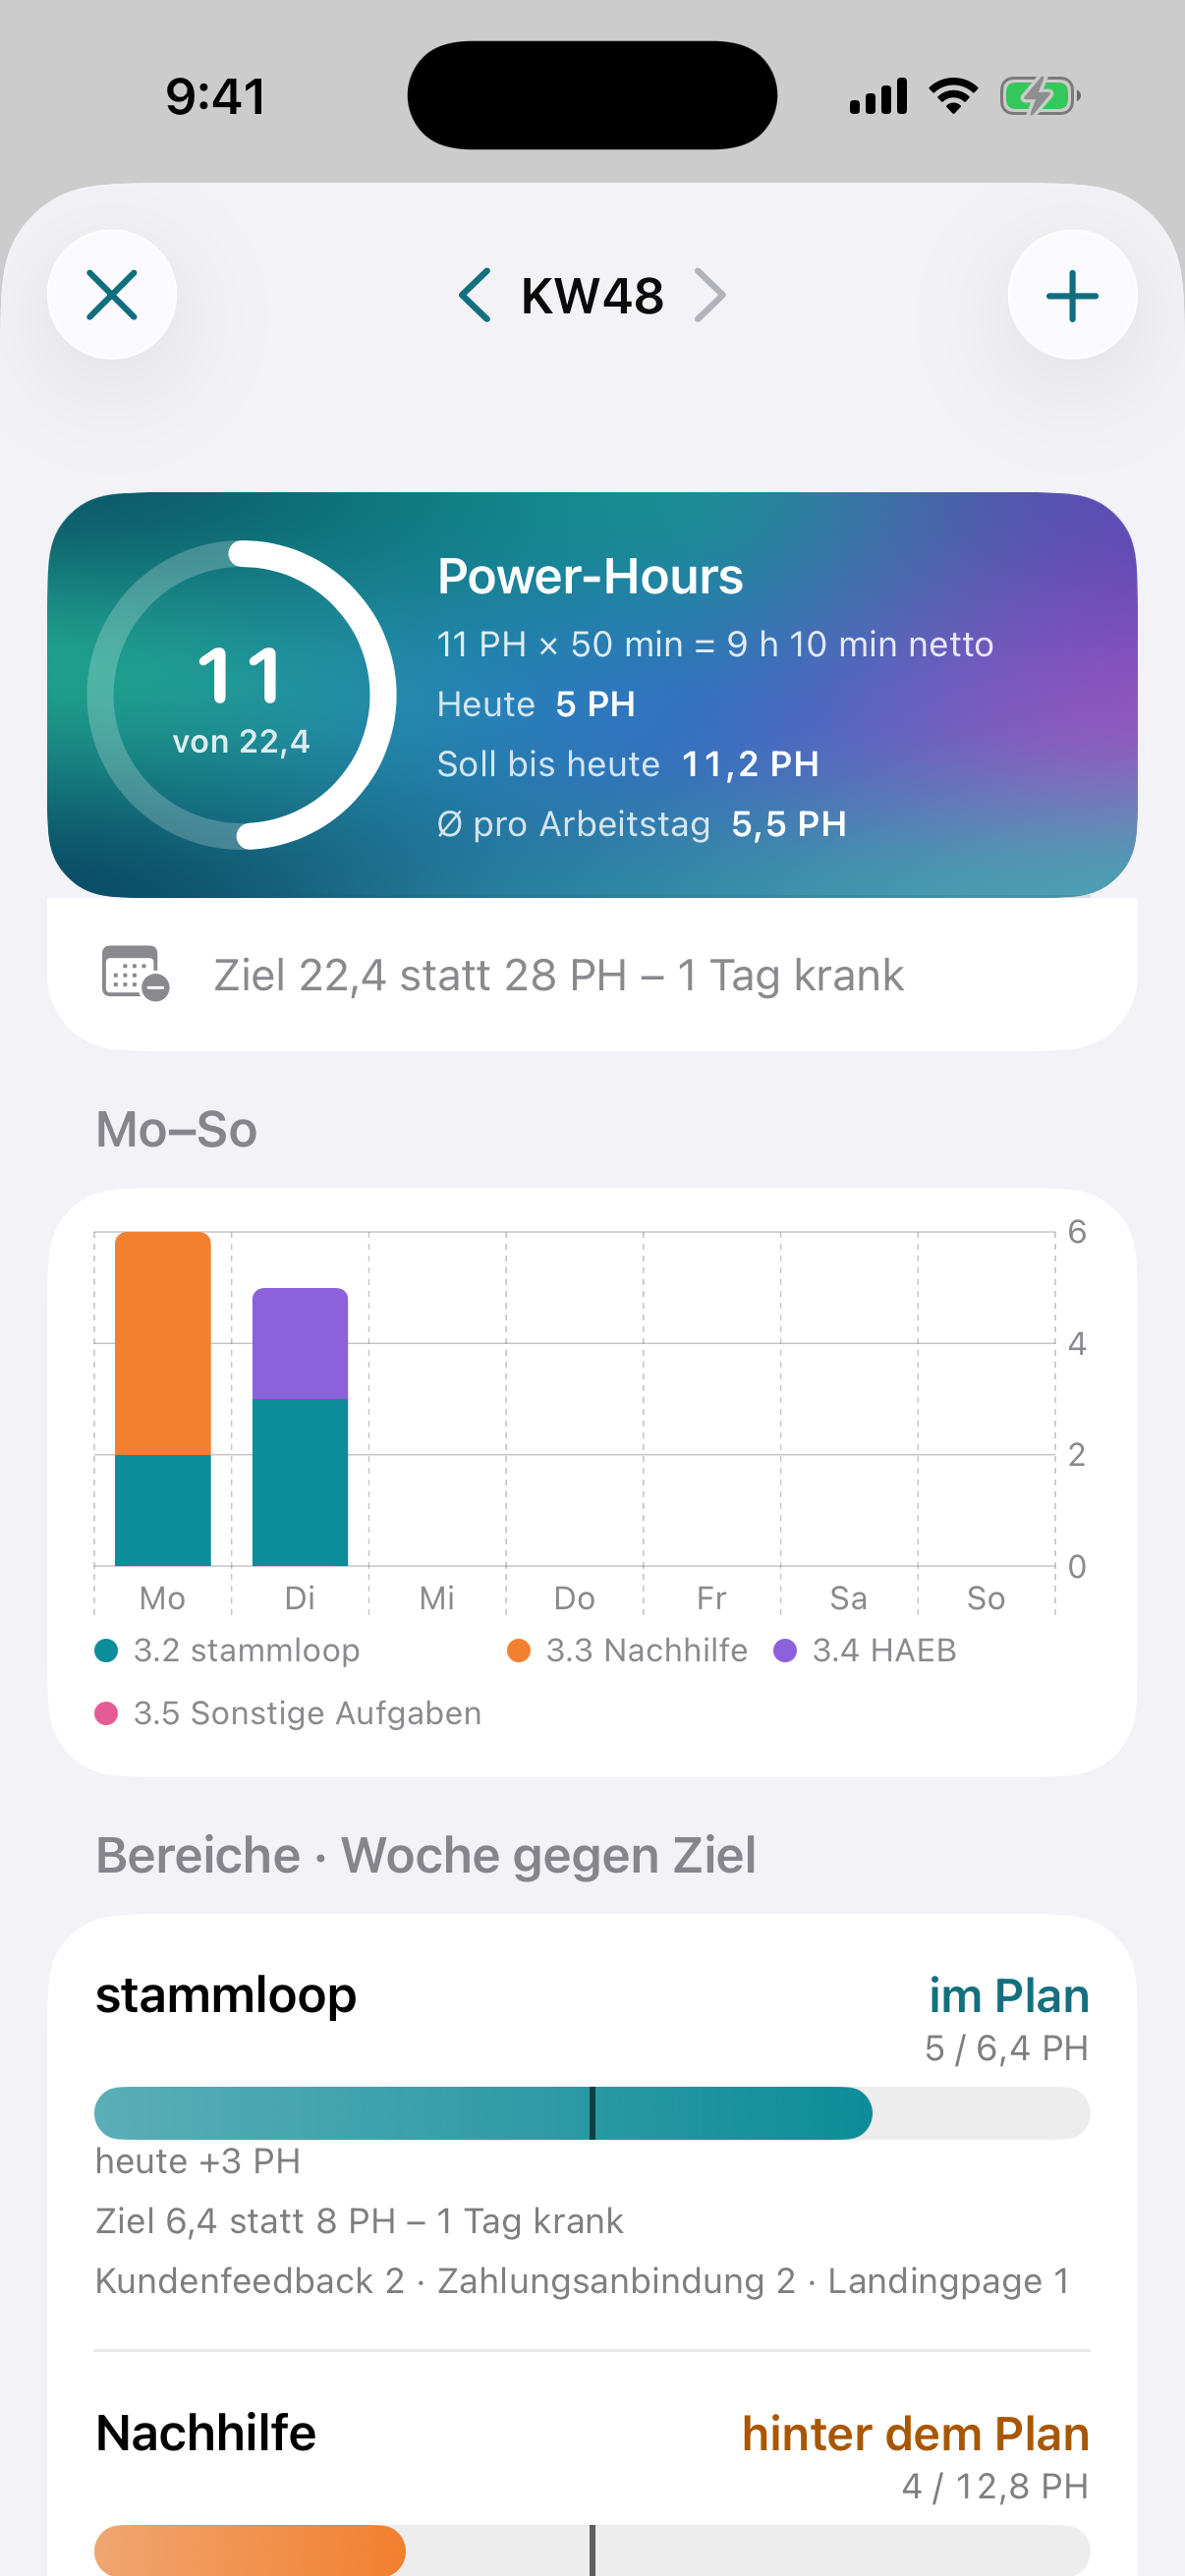 9:41
KW48
Power-Hours
11
von 22,4
11 PH × 50 min = 9 h 10 min netto
Heute 5 PH
Soll bis heute 11,2 PH
Ø pro Arbeitstag 5,5 PH
Ziel 22,4 statt 28 PH – 1 Tag krank
Mo–So
6
4
2
0
Mo Di Mi Do Fr Sa So
3.2 stammloop 3.3 Nachhilfe 3.4 HAEB
3.5 Sonstige Aufgaben
Bereiche · Woche gegen Ziel
stammloop im Plan
5 / 6,4 PH
heute +3 PH
Ziel 6,4 statt 8 PH – 1 Tag krank
Kundenfeedback 2 · Zahlungsanbindung 2 · Landingpage 1
Nachhilfe hinter dem Plan
4 / 12,8 PH